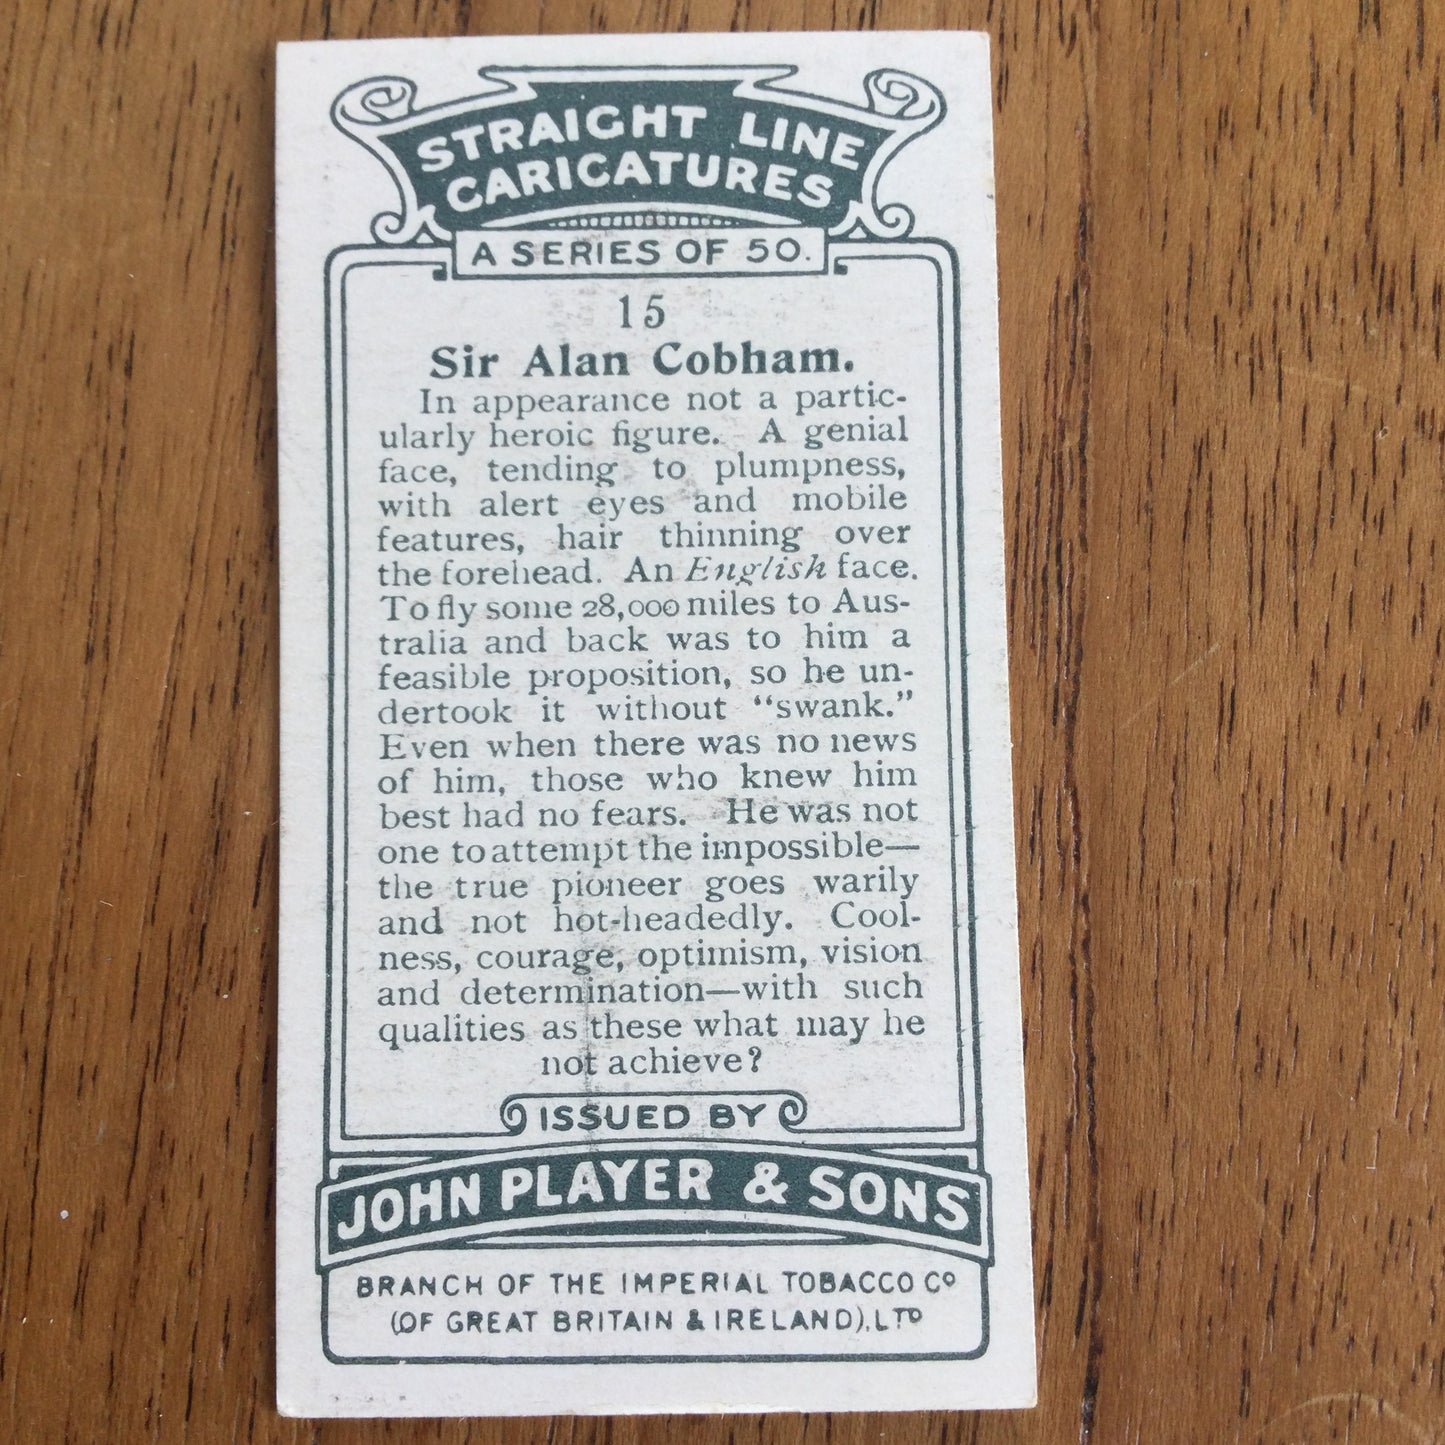 STRAIGHT LINE
CARICATURES
A SERIES OF 50.
15
Sir Alan Cobham.
In appearance not a partic-
ularly heroic figure. A genial
face, tending to plumpness,
with alert eyes and mobile
features, hair thinning over
the forehead. An English face.
To fly some 28,000 miles to Aus-
tralia and back was to him a
feasible proposition, so he un-
dertook it without "swank."
Even when there was no news
of him, those who knew him
best had no fears. He was not
one to attempt the impossible—
the true pioneer goes warily
and not hot-headedly. Cool-
ness, courage, optimism, vision
and determination—with such
qualities as these what may he
not achieve?
ISSUED BY
JOHN PLAYER & SONS
BRANCH OF THE IMPERIAL TOBACCO CO
(OF GREAT BRITAIN & IRELAND), LTD